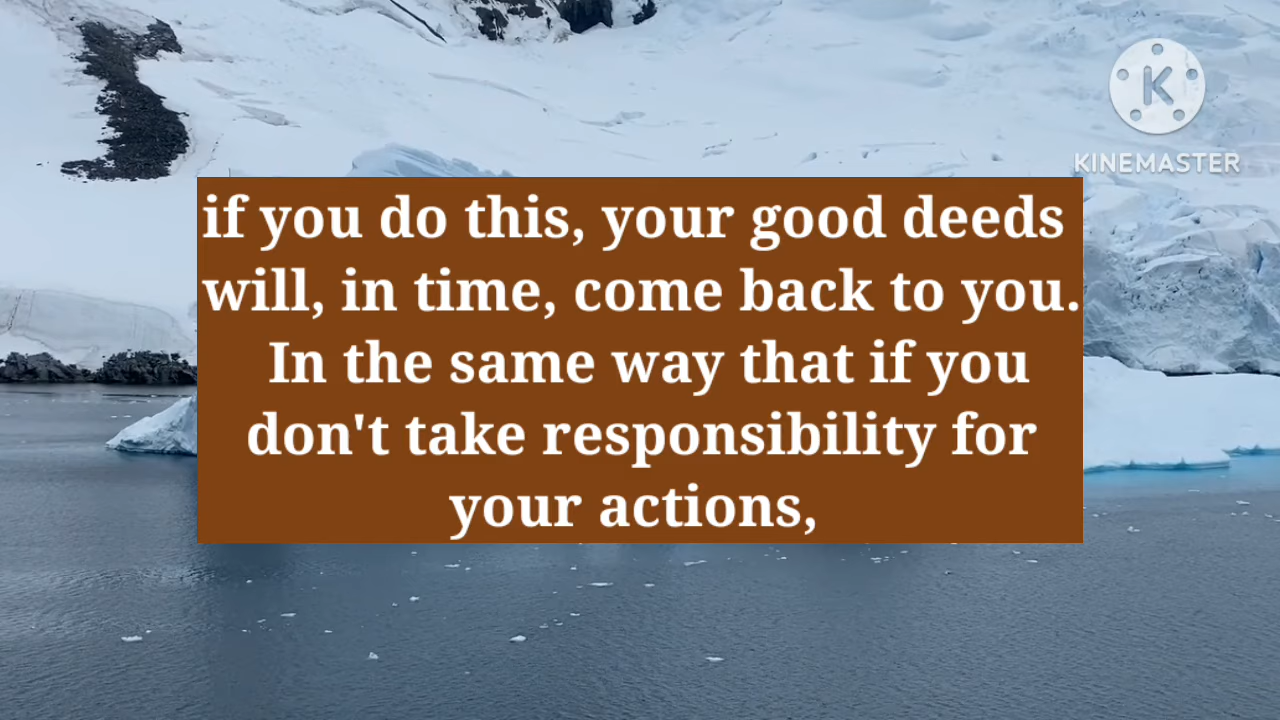 KINEMASTER
if you do this, your good deeds
will, in time, come back to you.
In the same way that if you
don't take responsibility for
your actions,